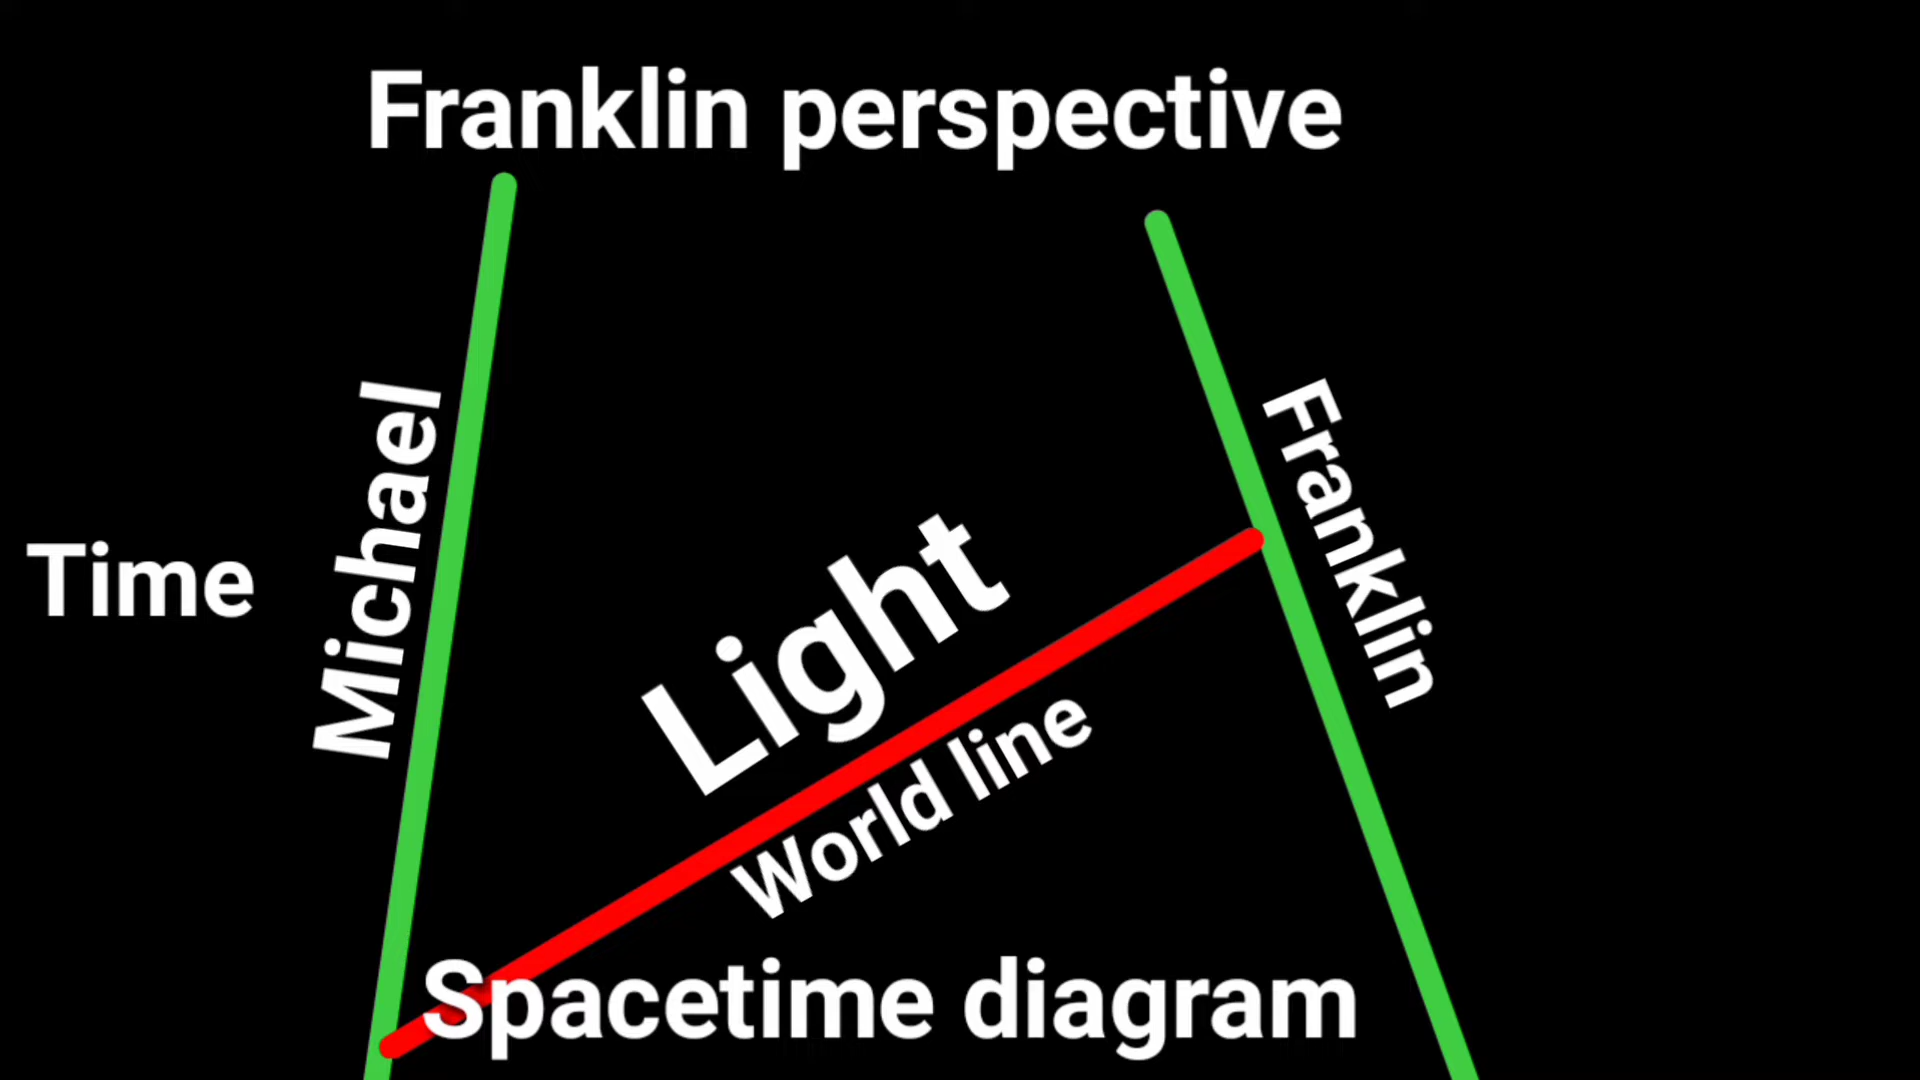 Franklin perspective
Time
Michael
Light
World line
Franklin
Spacetime diagram